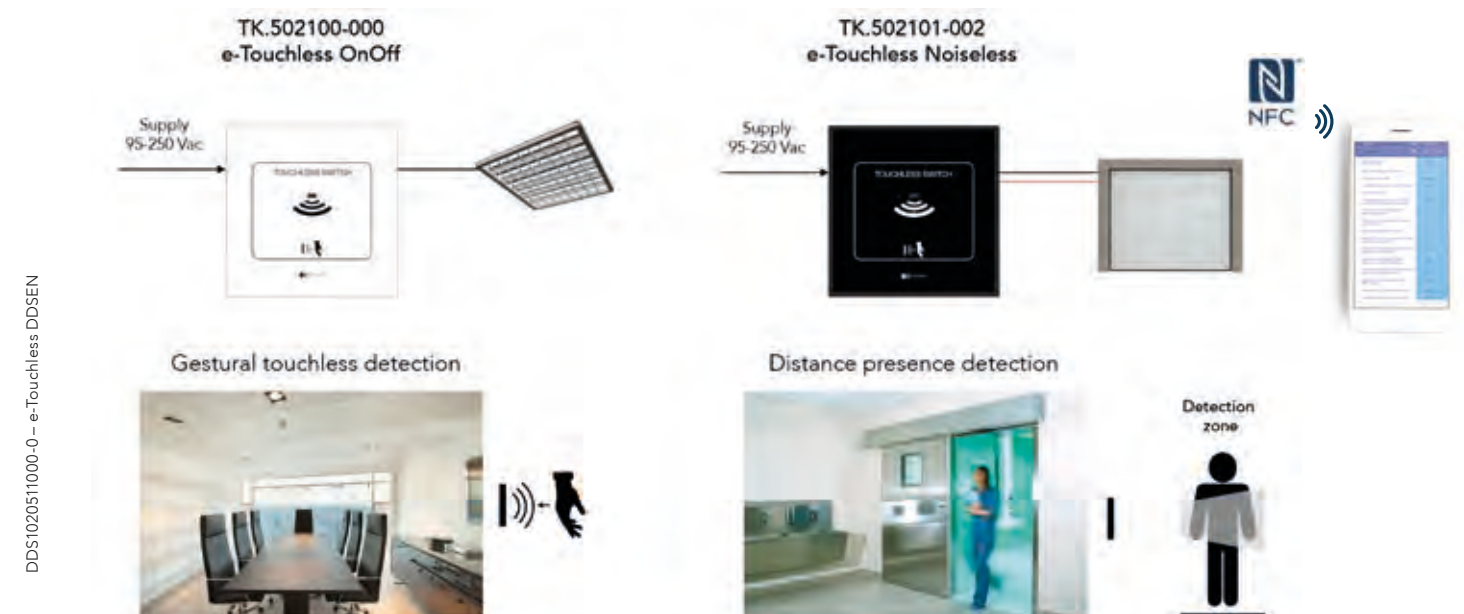 TK.502100-000
e-Touchless OnOff
Supply
95-250 Vac
TOUCHLESS SWITCH
Gestural touchless detection
TK.502101-002
e-Touchless Noiseless
NFC
Supply
95-250 Vac
TOUCHLESS SWITCH
Distance presence detection
Detection
zone
DDS1020511000-0 – e-Touchless DDSEN